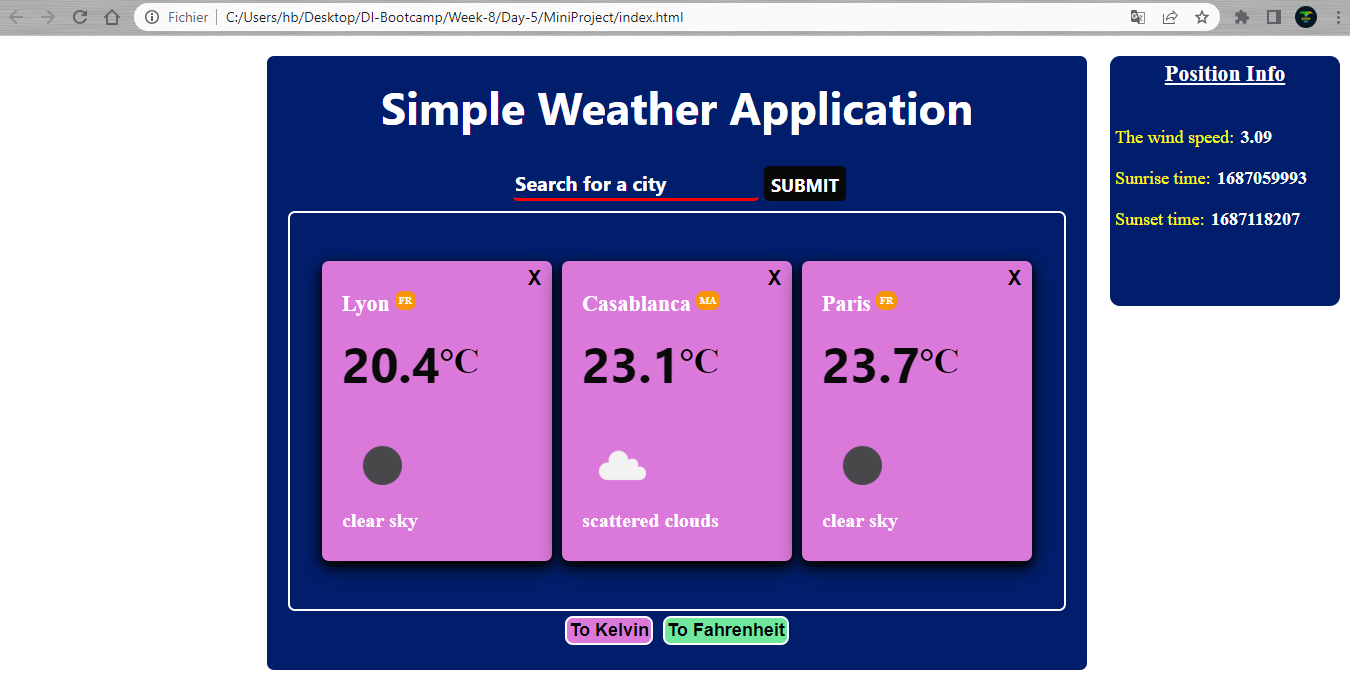 Fichier C:/Users/hb/Desktop/DI-Bootcamp/Week-8/Day-5/MiniProject/index.html
Simple Weather Application
Search for a city SUBMIT
X
Lyon FR
20.4°C
clear sky
X
Casablanca MA
23.1°C
scattered clouds
X
Paris FR
23.7°C
clear sky
To Kelvin To Fahrenheit
Position Info
The wind speed: 3.09
Sunrise time: 1687059993
Sunset time: 1687118207